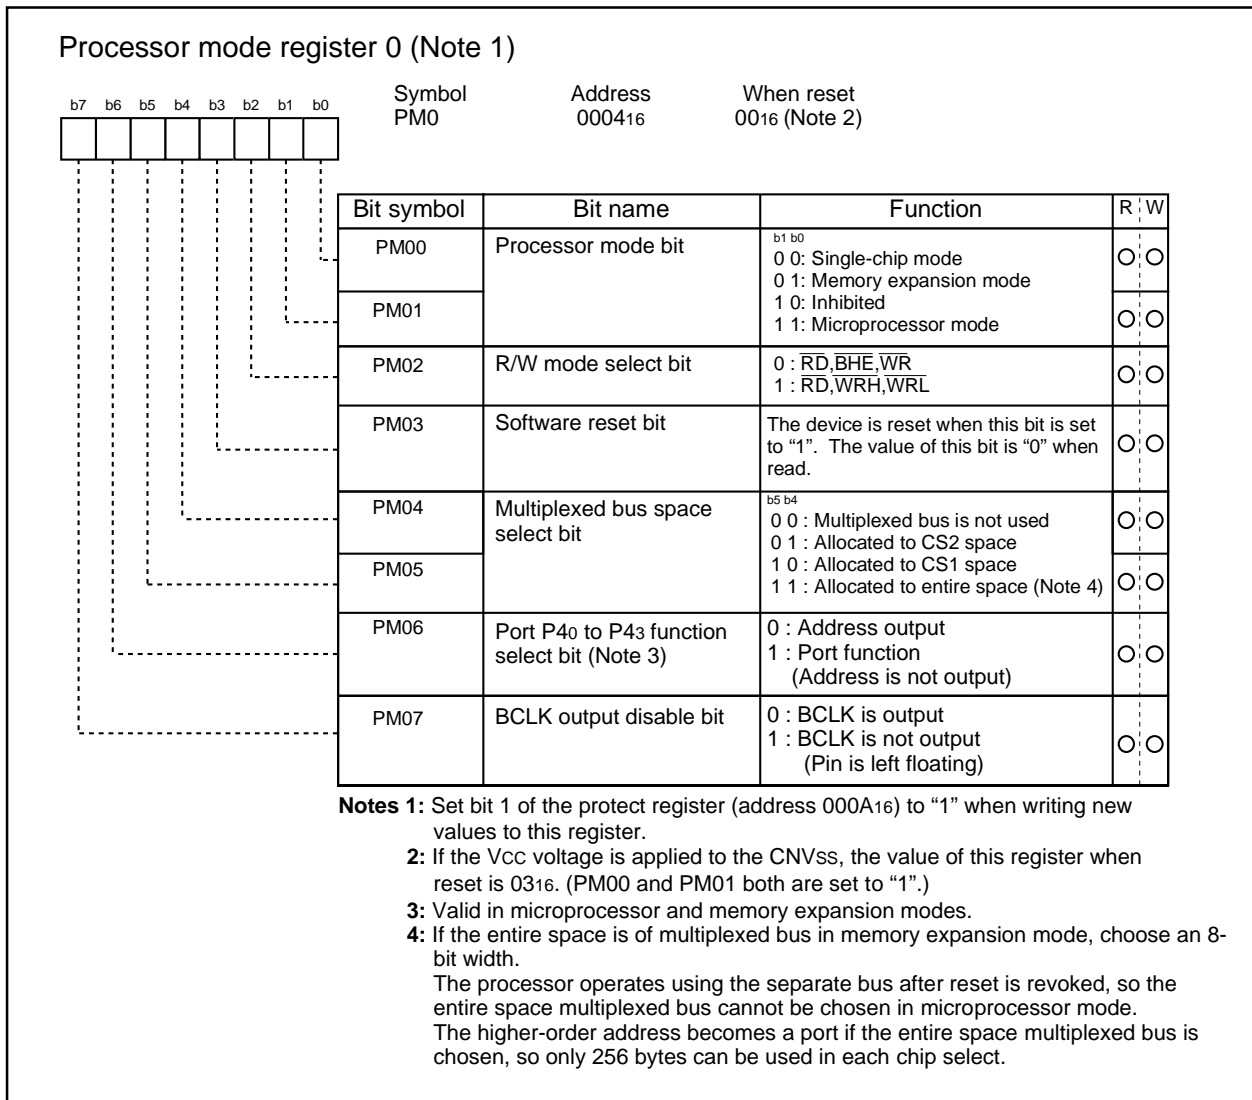 Processor mode register 0 (Note 1)
Symbol Address When reset
b7 b6 b5 b4 b3 b2 b1 b0
PM0 000416 0016 (Note 2)
Bit symbol Bit name Function R W
PM00 Processor mode bit
b1 b0
0 0: Single-chip mode
0 1: Memory expansion mode
PM01
1 0: Inhibited
1 1: Microprocessor mode
PM02 R/W mode select bit
0 : RD,BHE,WR
1 : RD,WRH,WRL
PM03 Software reset bit
The device is reset when this bit is set
to “1”. The value of this bit is “0” when
read.
PM04 Multiplexed bus space
select bit
b5 b4
0 0 : Multiplexed bus is not used
0 1 : Allocated to CS2 space
PM05
1 0 : Allocated to CS1 space
1 1 : Allocated to entire space (Note 4)
PM06 Port P40 to P43 function
select bit (Note 3)
0 : Address output
1 : Port function
(Address is not output)
PM07 BCLK output disable bit
0 : BCLK is output
1 : BCLK is not output
(Pin is left floating)
Notes 1: Set bit 1 of the protect register (address 000A16) to “1” when writing new
values to this register.
2: If the VCC voltage is applied to the CNVSS, the value of this register when
reset is 0316. (PM00 and PM01 both are set to “1”.)
3: Valid in microprocessor and memory expansion modes.
4: If the entire space is of multiplexed bus in memory expansion mode, choose an 8-
bit width.
The processor operates using the separate bus after reset is revoked, so the
entire space multiplexed bus cannot be chosen in microprocessor mode.
The higher-order address becomes a port if the entire space multiplexed bus is
chosen, so only 256 bytes can be used in each chip select.